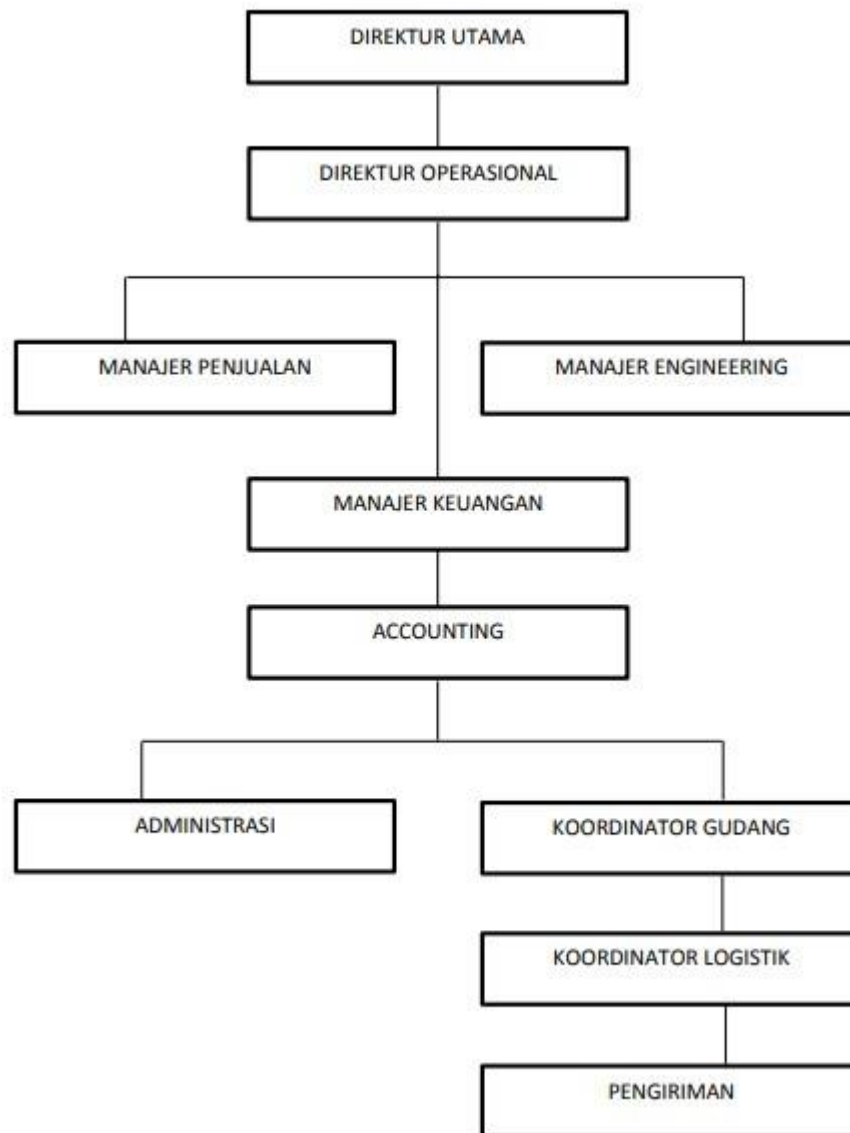 DIREKTUR UTAMA
DIREKTUR OPERASIONAL
MANAJER PENJUALAN
MANAJER ENGINEERING
MANAJER KEUANGAN
ACCOUNTING
ADMINISTRASI
KOORDINATOR GUDANG
KOORDINATOR LOGISTIK
PENGIRIMAN